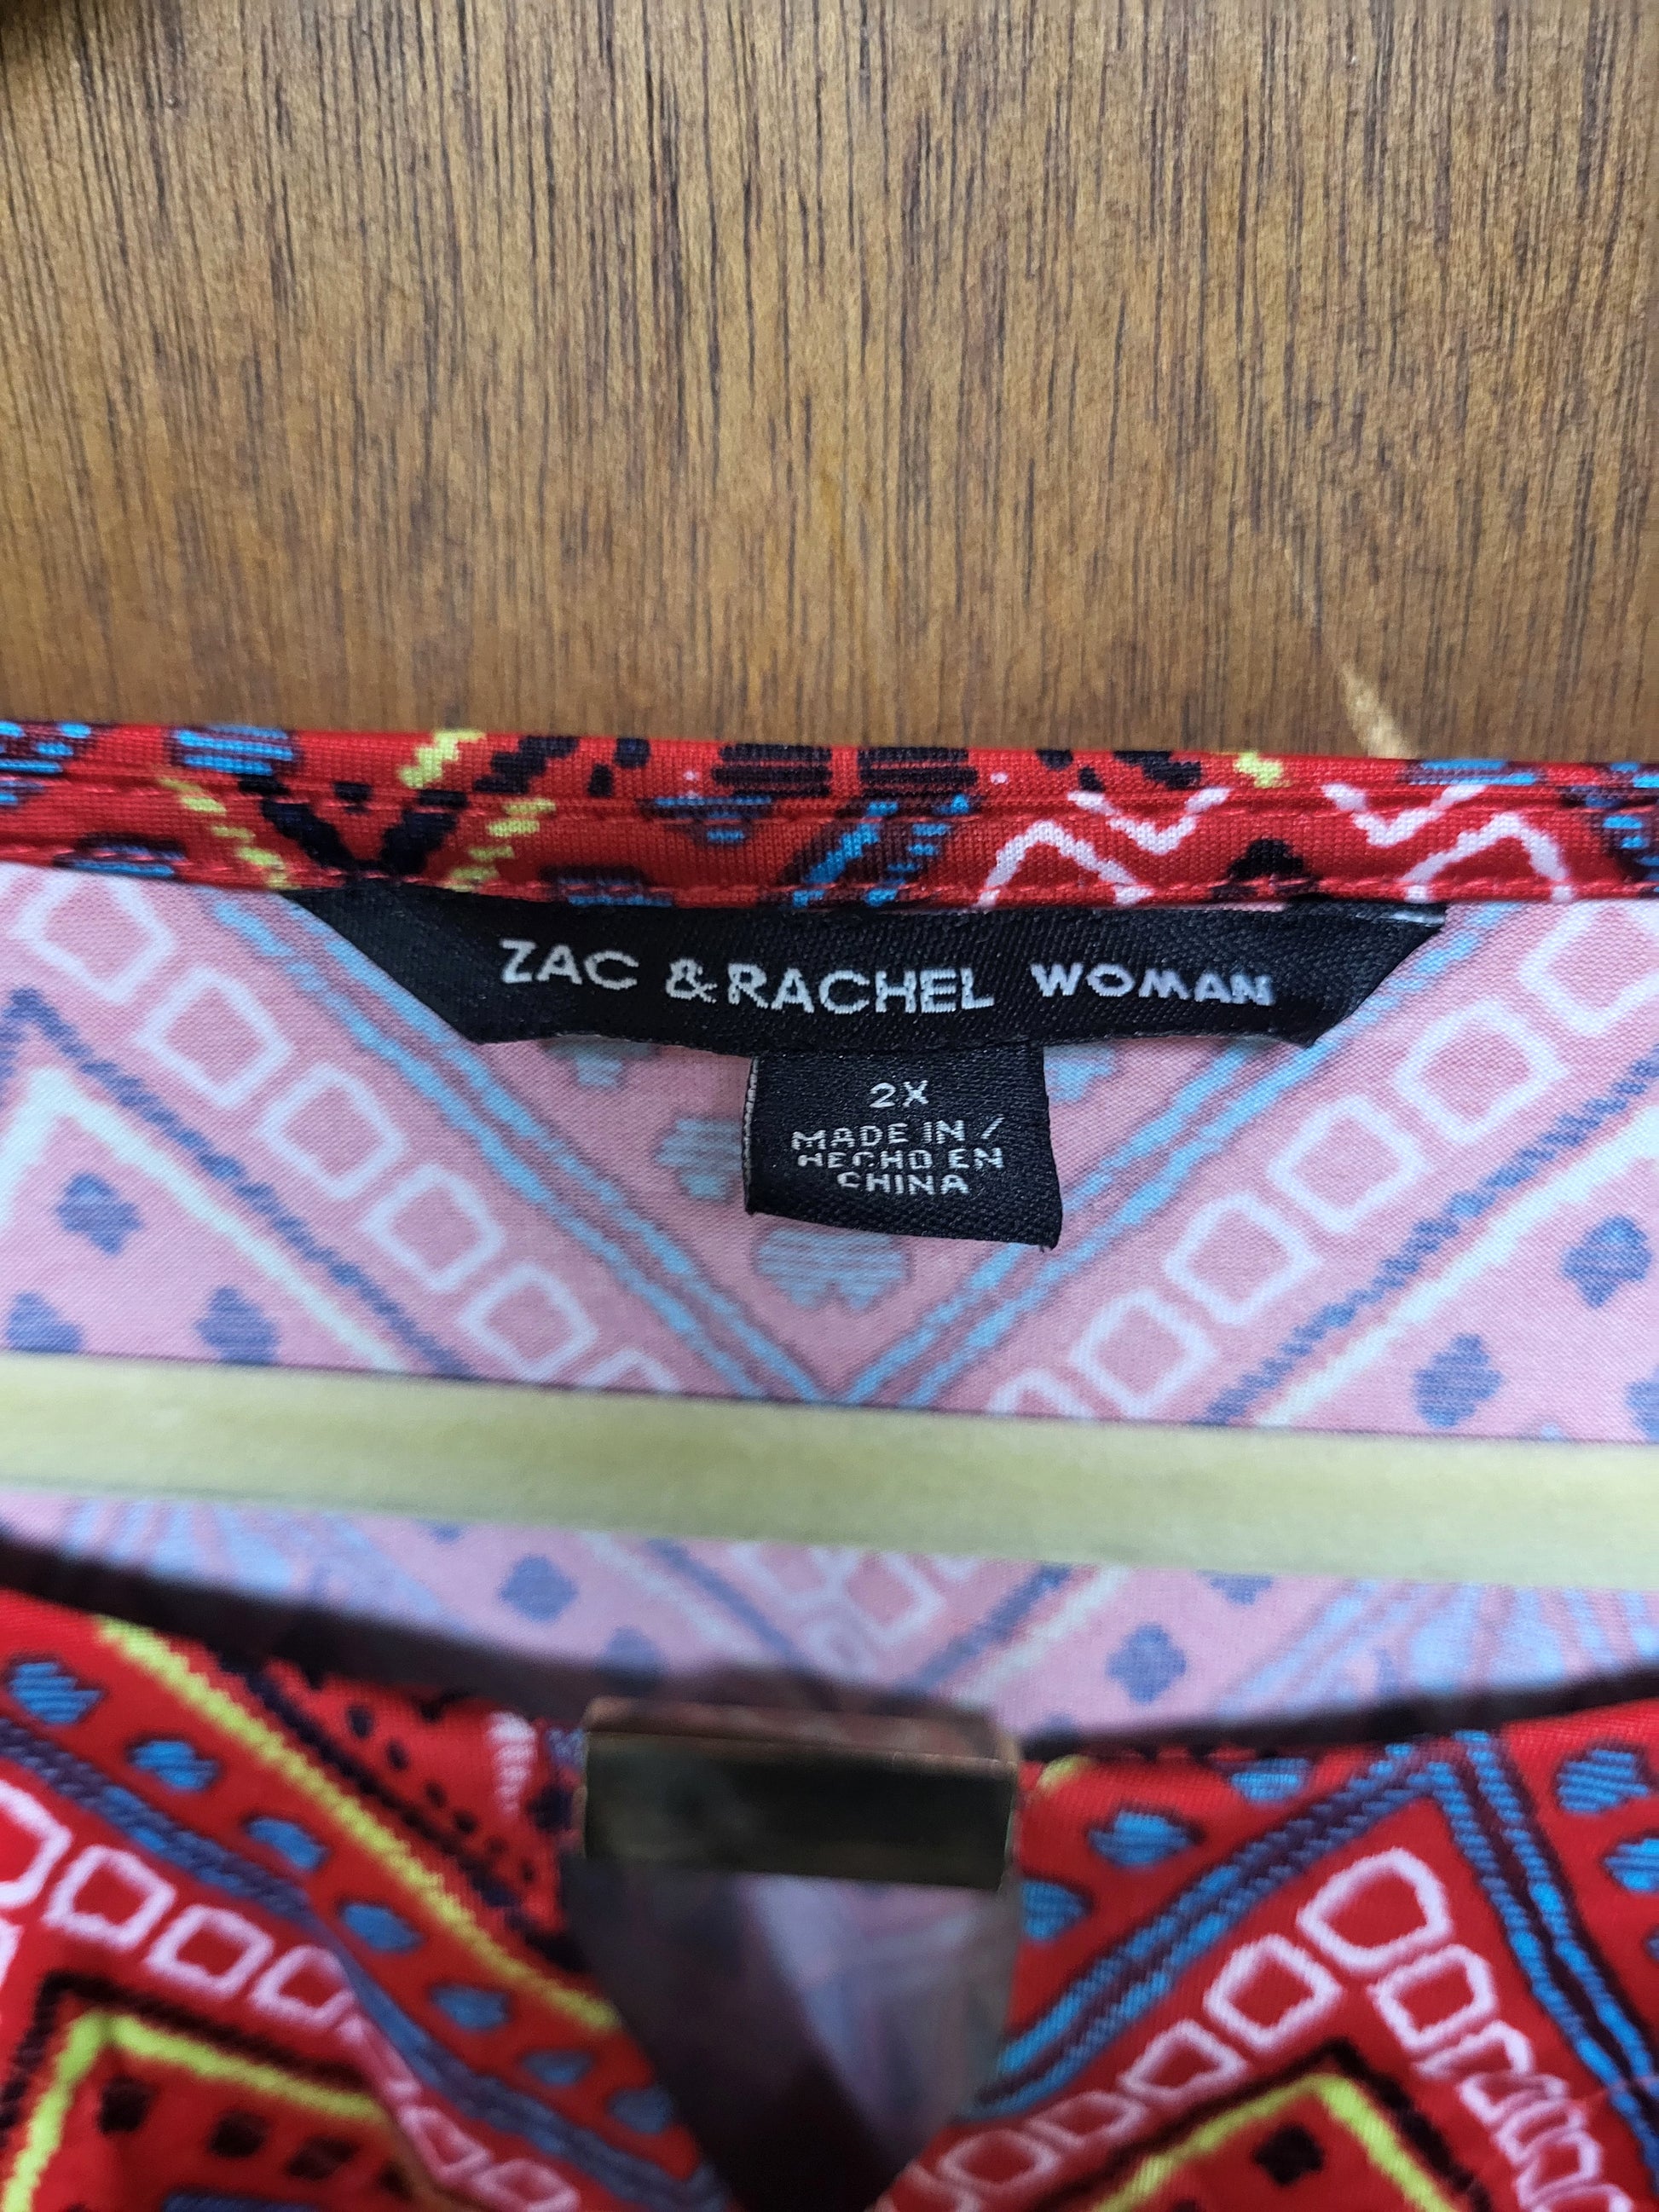 ZAC & RACHEL WOMAN
2X
MADE IN /
HECHO EN
CHINA